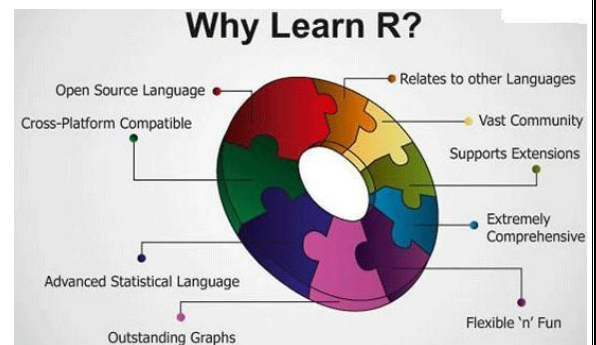 Why Learn R?
Open Source Language
Relates to other Languages
Cross-Platform Compatible
Vast Community
Supports Extensions
Extremely
Comprehensive
Advanced Statistical Language
Flexible 'n' Fun
Outstanding Graphs